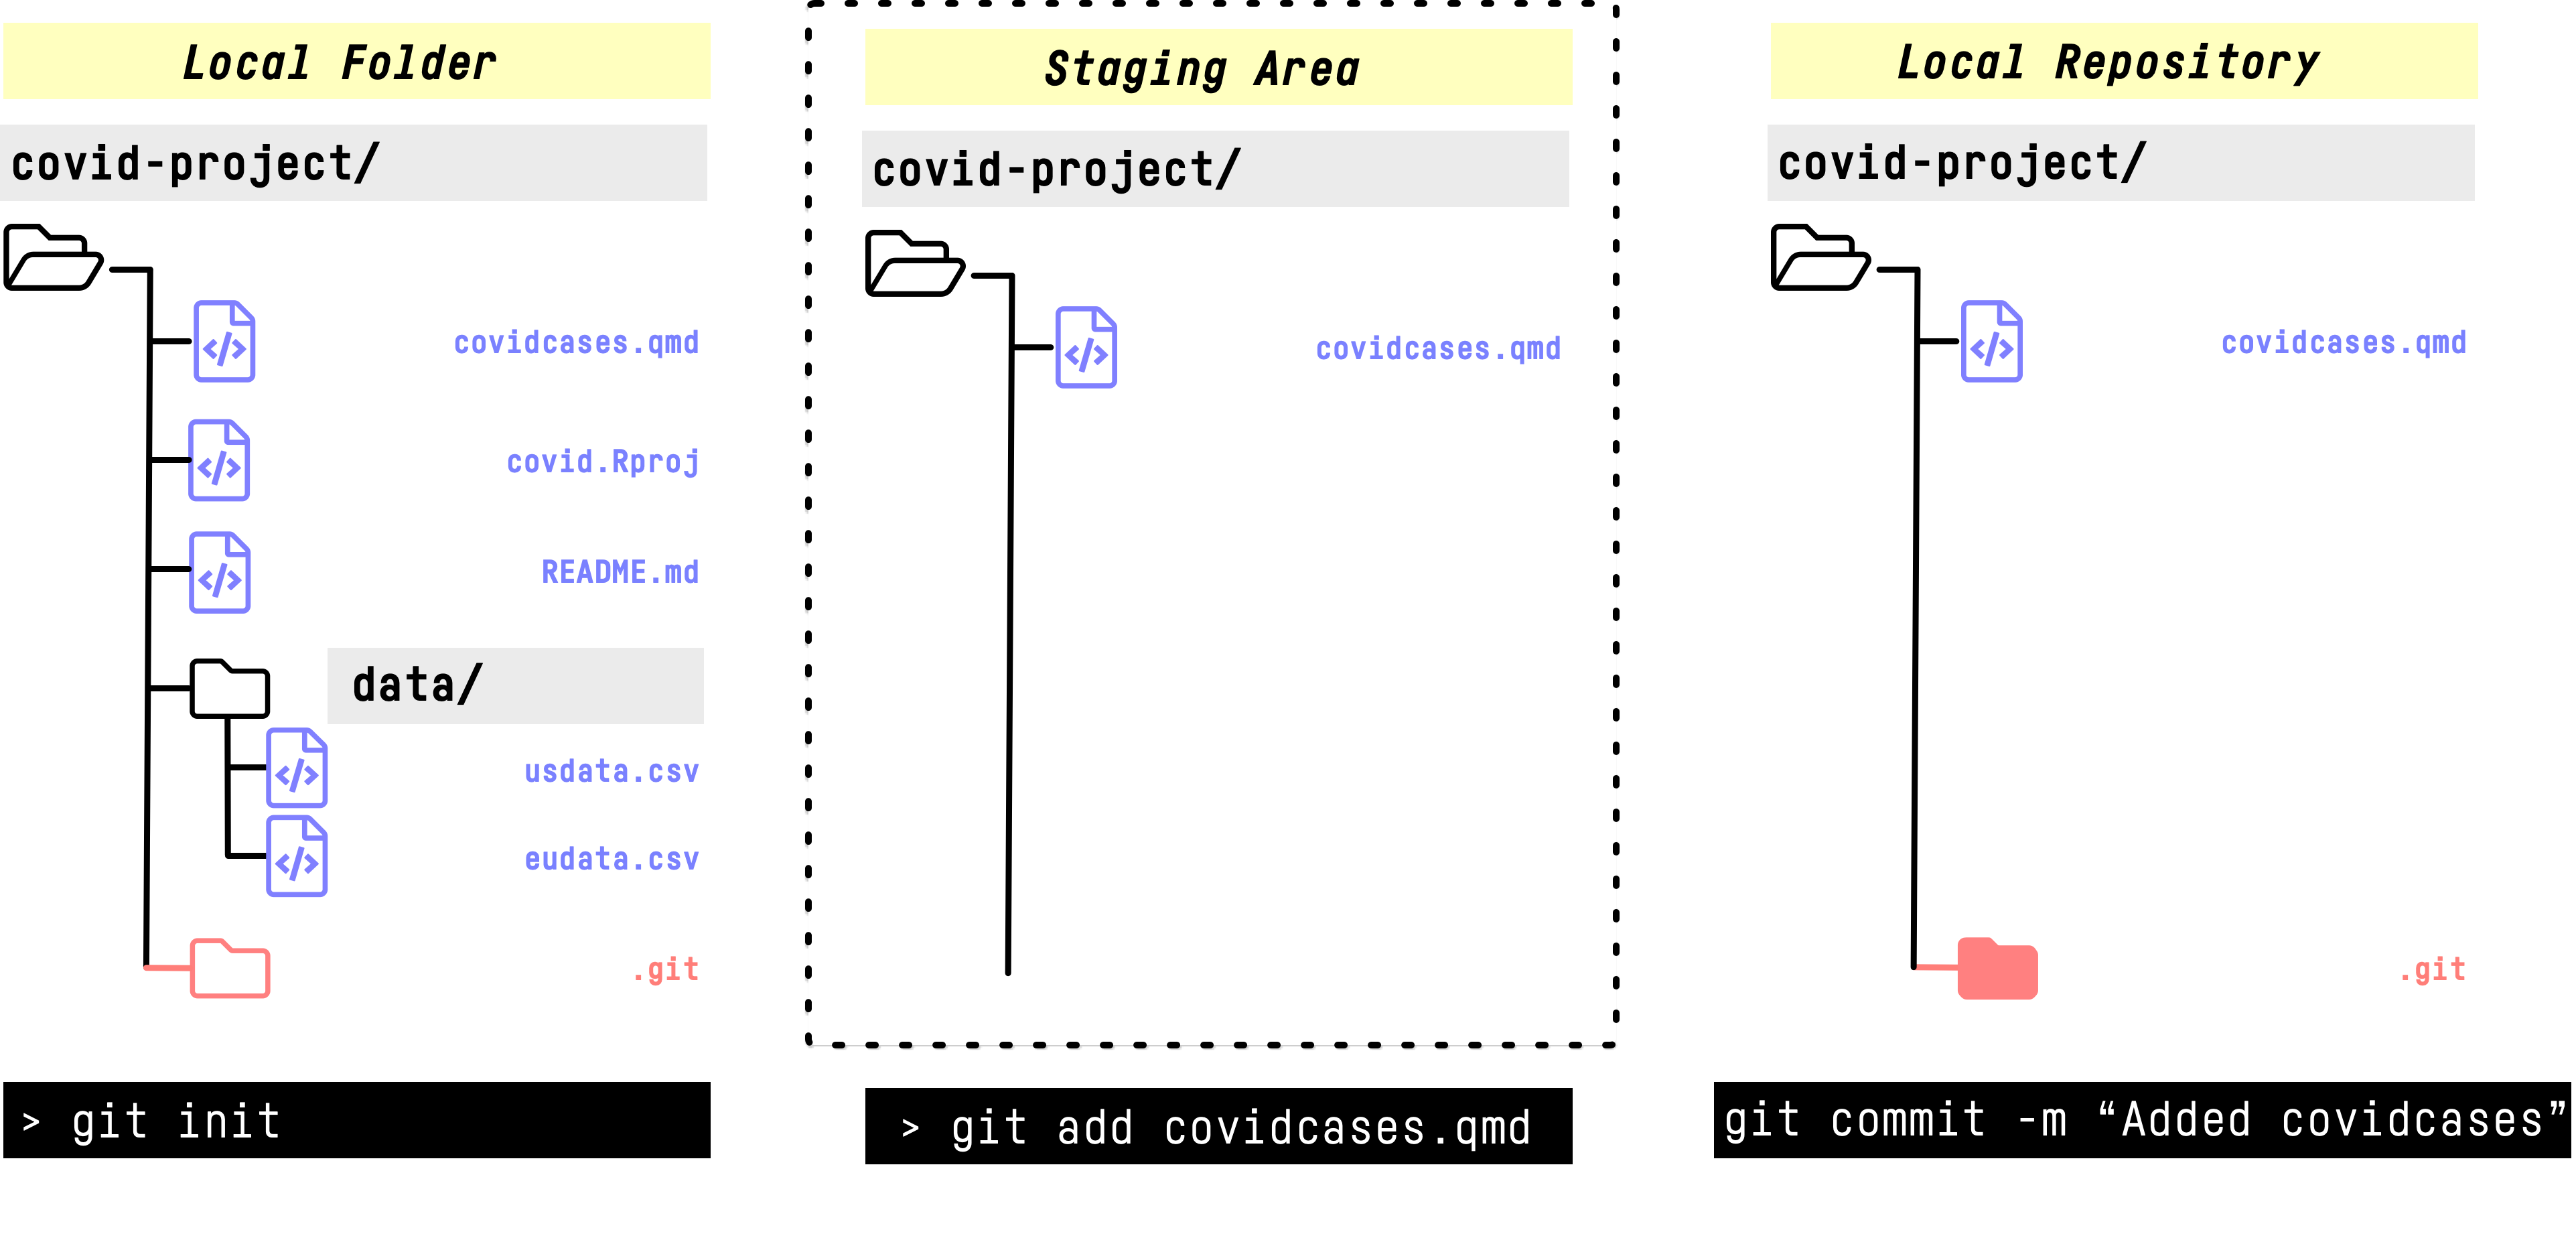 Local Folder
covid-project/
covidcases.qmd
covid.Rproj
README.md
data/
usdata.csv
eudata.csv
.git
> git init
Staging Area
covid-project/
covidcases.qmd
> git add covidcases.qmd
Local Repository
covid-project/
covidcases.qmd
.git
git commit -m “Added covidcases”